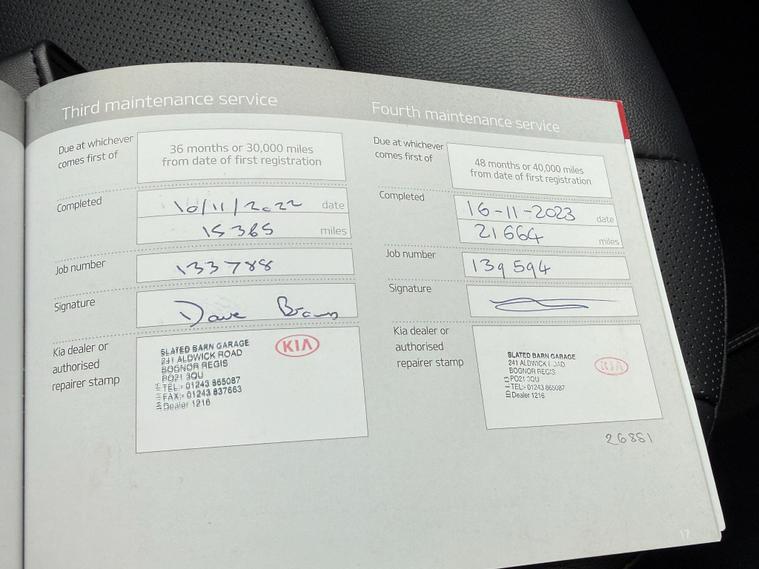 Third maintenance service
Due at whichever
comes first of
36 months or 30,000 miles
from date of first registration
Completed
10/11/2022 date
15365 miles
Job number
133788
Signature
Dave
Kia dealer or
authorised
repairer stamp
SLATED BARN GARAGE
241 ALDWICK ROAD
BOGNOR REGIS
PO21 3QU
TEL:- 01243 865087
FAX:- 01243 837663
Dealer 1216
KIA
Fourth maintenance service
Due at whichever
comes first of
48 months or 40,000 miles
from date of first registration
Completed
16-11-2023 date
21664 miles
Job number
139594
Signature
Kia dealer or
authorised
repairer stamp
SLATED BARN GARAGE
241 ALDWICK ROAD
BOGNOR REGIS
PO21 3QU
TEL:- 01243 865087
Dealer 1216
KIA
26881
17